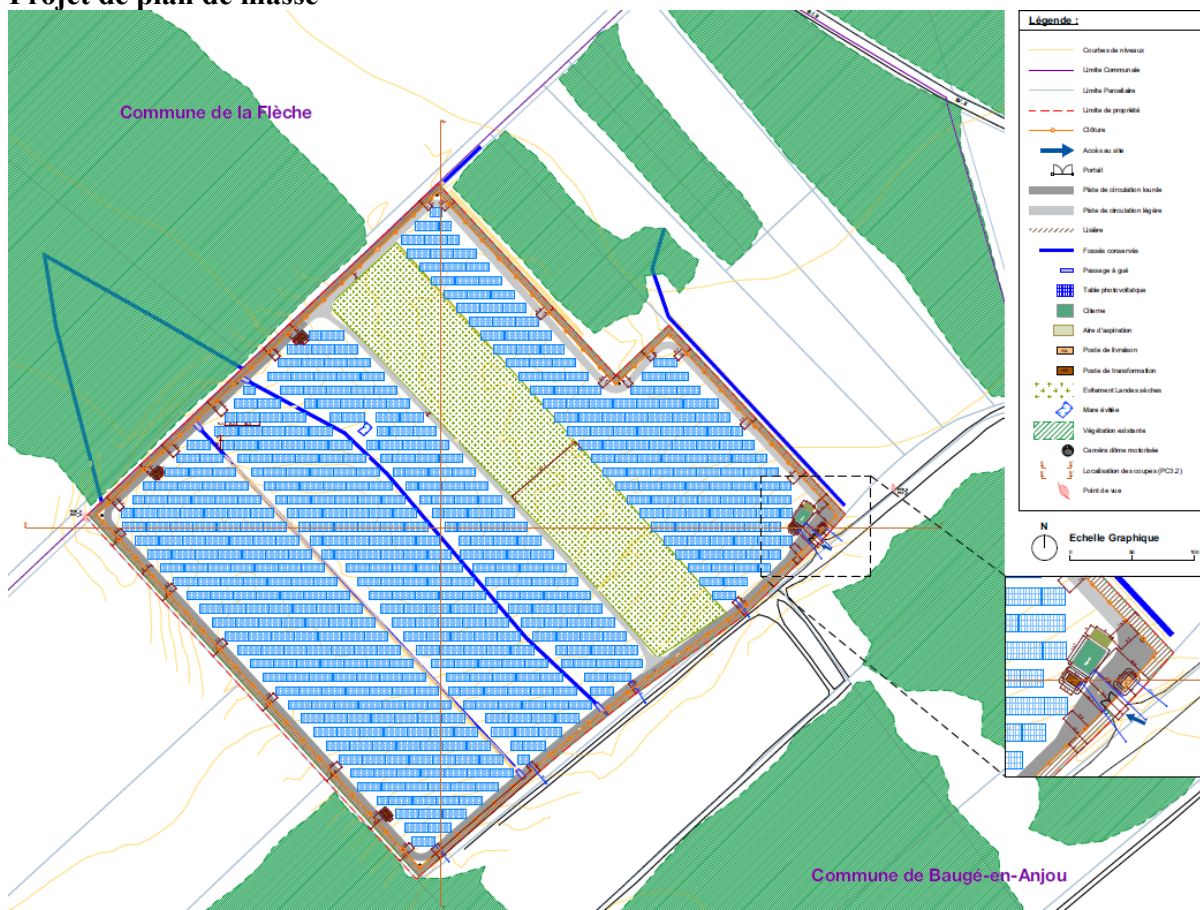 Projet de plan de masse
Commune de la Flèche
Commune de Baugé-en-Anjou
Légende :
Courbes de niveaux
Limite Communale
Limite Parcellaire
Limite de propriété
Clôture
Accès au site
Portail
Piste de circulation lourde
Piste de circulation légère
Lisière
Fossés conservés
Passage à gué
Table photovoltaïque
Citerne
Aire d'aspiration
Poste de livraison
Poste de transformation
Evitement Landes sèches
Mare évitée
Végétation existante
Caméra dôme motorisée
Localisation des coupes (PC3.2)
Point de vue
N
Echelle Graphique
0 50 100